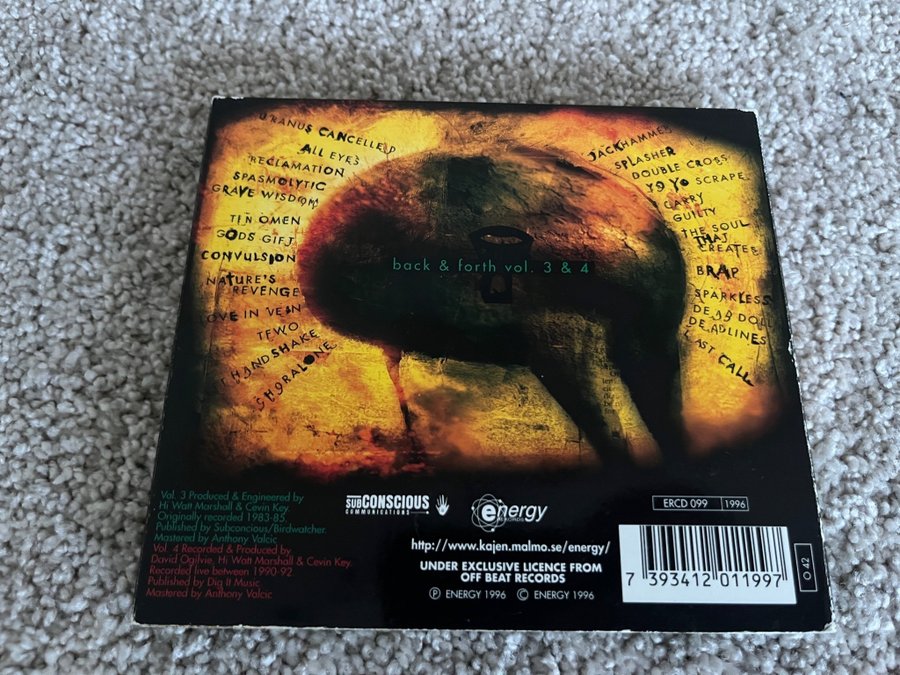 URANUS CANCELLED
ALL EYES
RECLAMATION
SPASMOLYTIC
GRAVE WISDOM
TIN OMEN
GODS GIFT
CONVULSION
NATURE'S
REVENGE
LOVE IN VEIN
TFWO
THANDSHAKE
CHORALONE
back & forth vol. 3 & 4
JACKHAMMER
SPLASHER
DOUBLE CROSS
YO YO SCRAPE
CARRY
GUILTY
THE SOUL
THAT
CREATES
BRAP
SPARKLESS
DEAD DOLL
DEADLINES
LAST CALL
Vol. 3 Produced & Engineered by
Hi Watt Marshall & Cevin Key.
Originally recorded 1983-85.
Published by Subconcious/Birdwatcher.
Mastered by Anthony Valcic
Vol. 4 Recorded & Produced by
David Ogilvie, Hi Watt Marshall & Cevin Key.
Recorded live between 1990-92.
Published by Dig It Music.
Mastered by Anthony Valcic
SUBCONSCIOUS
COMMUNICATIONS
energy
RECORDS
http://www.kajen.malmo.se/energy/
UNDER EXCLUSIVE LICENCE FROM
OFF BEAT RECORDS
Ⓟ ENERGY 1996 © ENERGY 1996
ERCD 099 1996
7 393412 011997
O 42